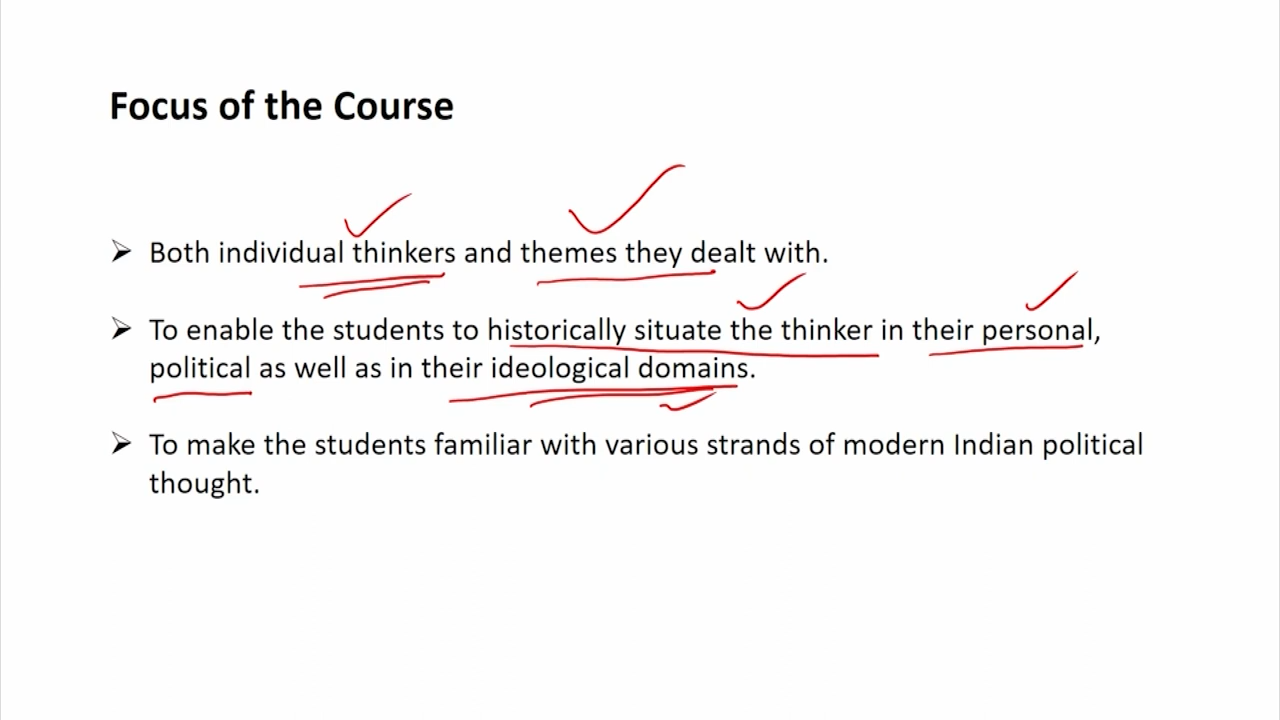 Focus of the Course
➢ Both individual thinkers and themes they dealt with.
➢ To enable the students to historically situate the thinker in their personal,
political as well as in their ideological domains.
➢ To make the students familiar with various strands of modern Indian political
thought.